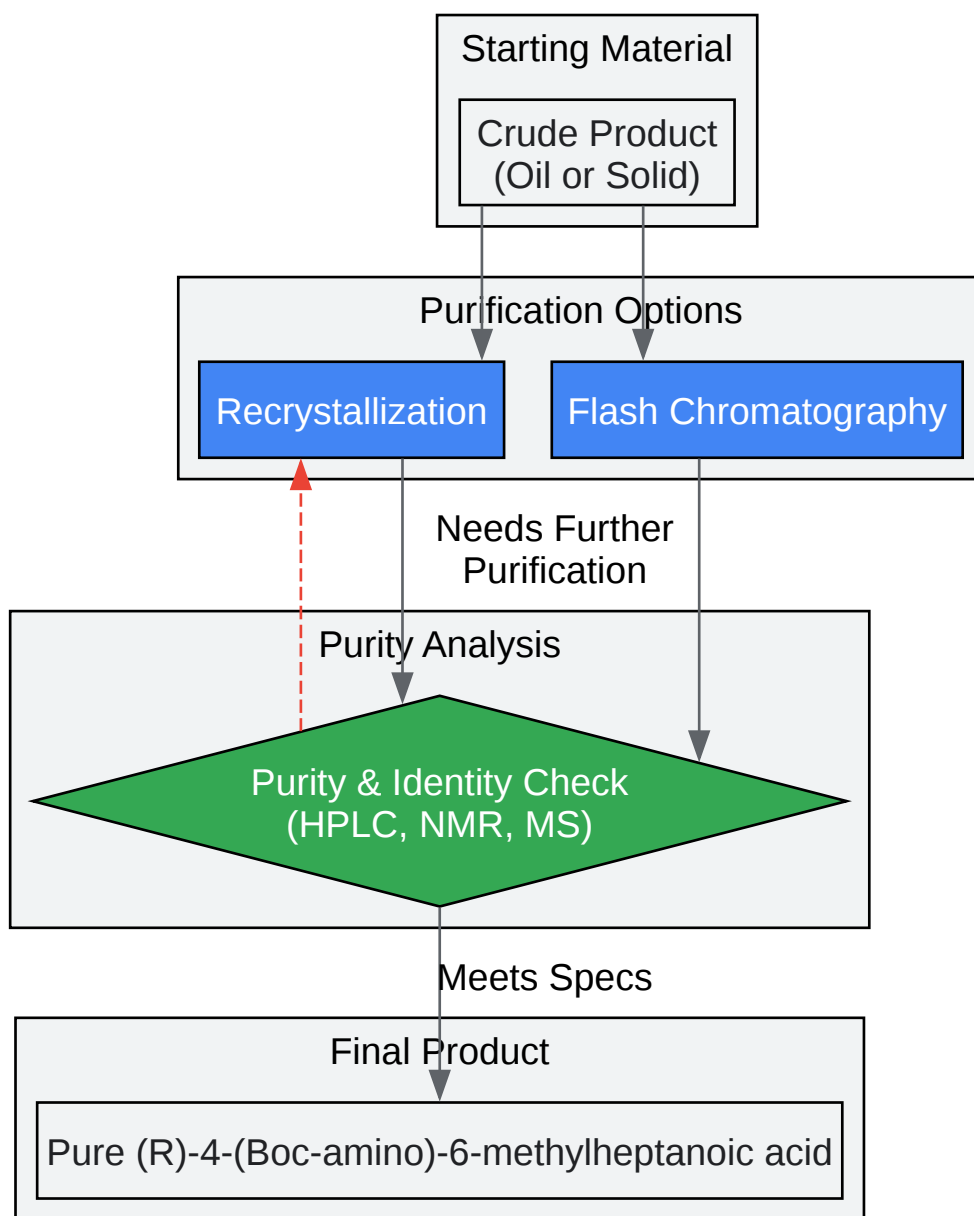 Starting Material
Crude Product
(Oil or Solid)
Purification Options
Recrystallization
Flash Chromatography
Needs Further
Purification
Purity Analysis
Purity & Identity Check
(HPLC, NMR, MS)
Meets Specs
Final Product
Pure (R)-4-(Boc-amino)-6-methylheptanoic acid